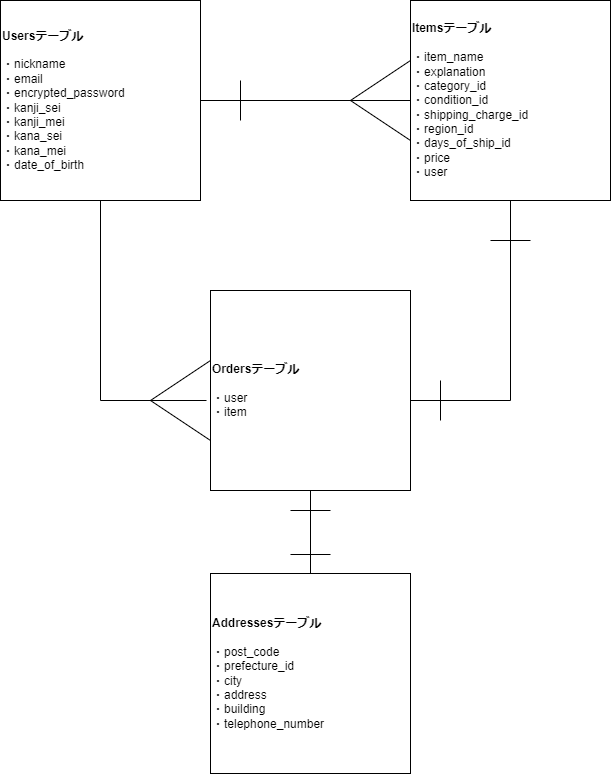 Usersテーブル
・nickname
・email
・encrypted_password
・kanji_sei
・kanji_mei
・kana_sei
・kana_mei
・date_of_birth
Itemsテーブル
・item_name
・explanation
・category_id
・condition_id
・shipping_charge_id
・region_id
・days_of_ship_id
・price
・user
Ordersテーブル
・user
・item
Addressesテーブル
・post_code
・prefecture_id
・city
・address
・building
・telephone_number